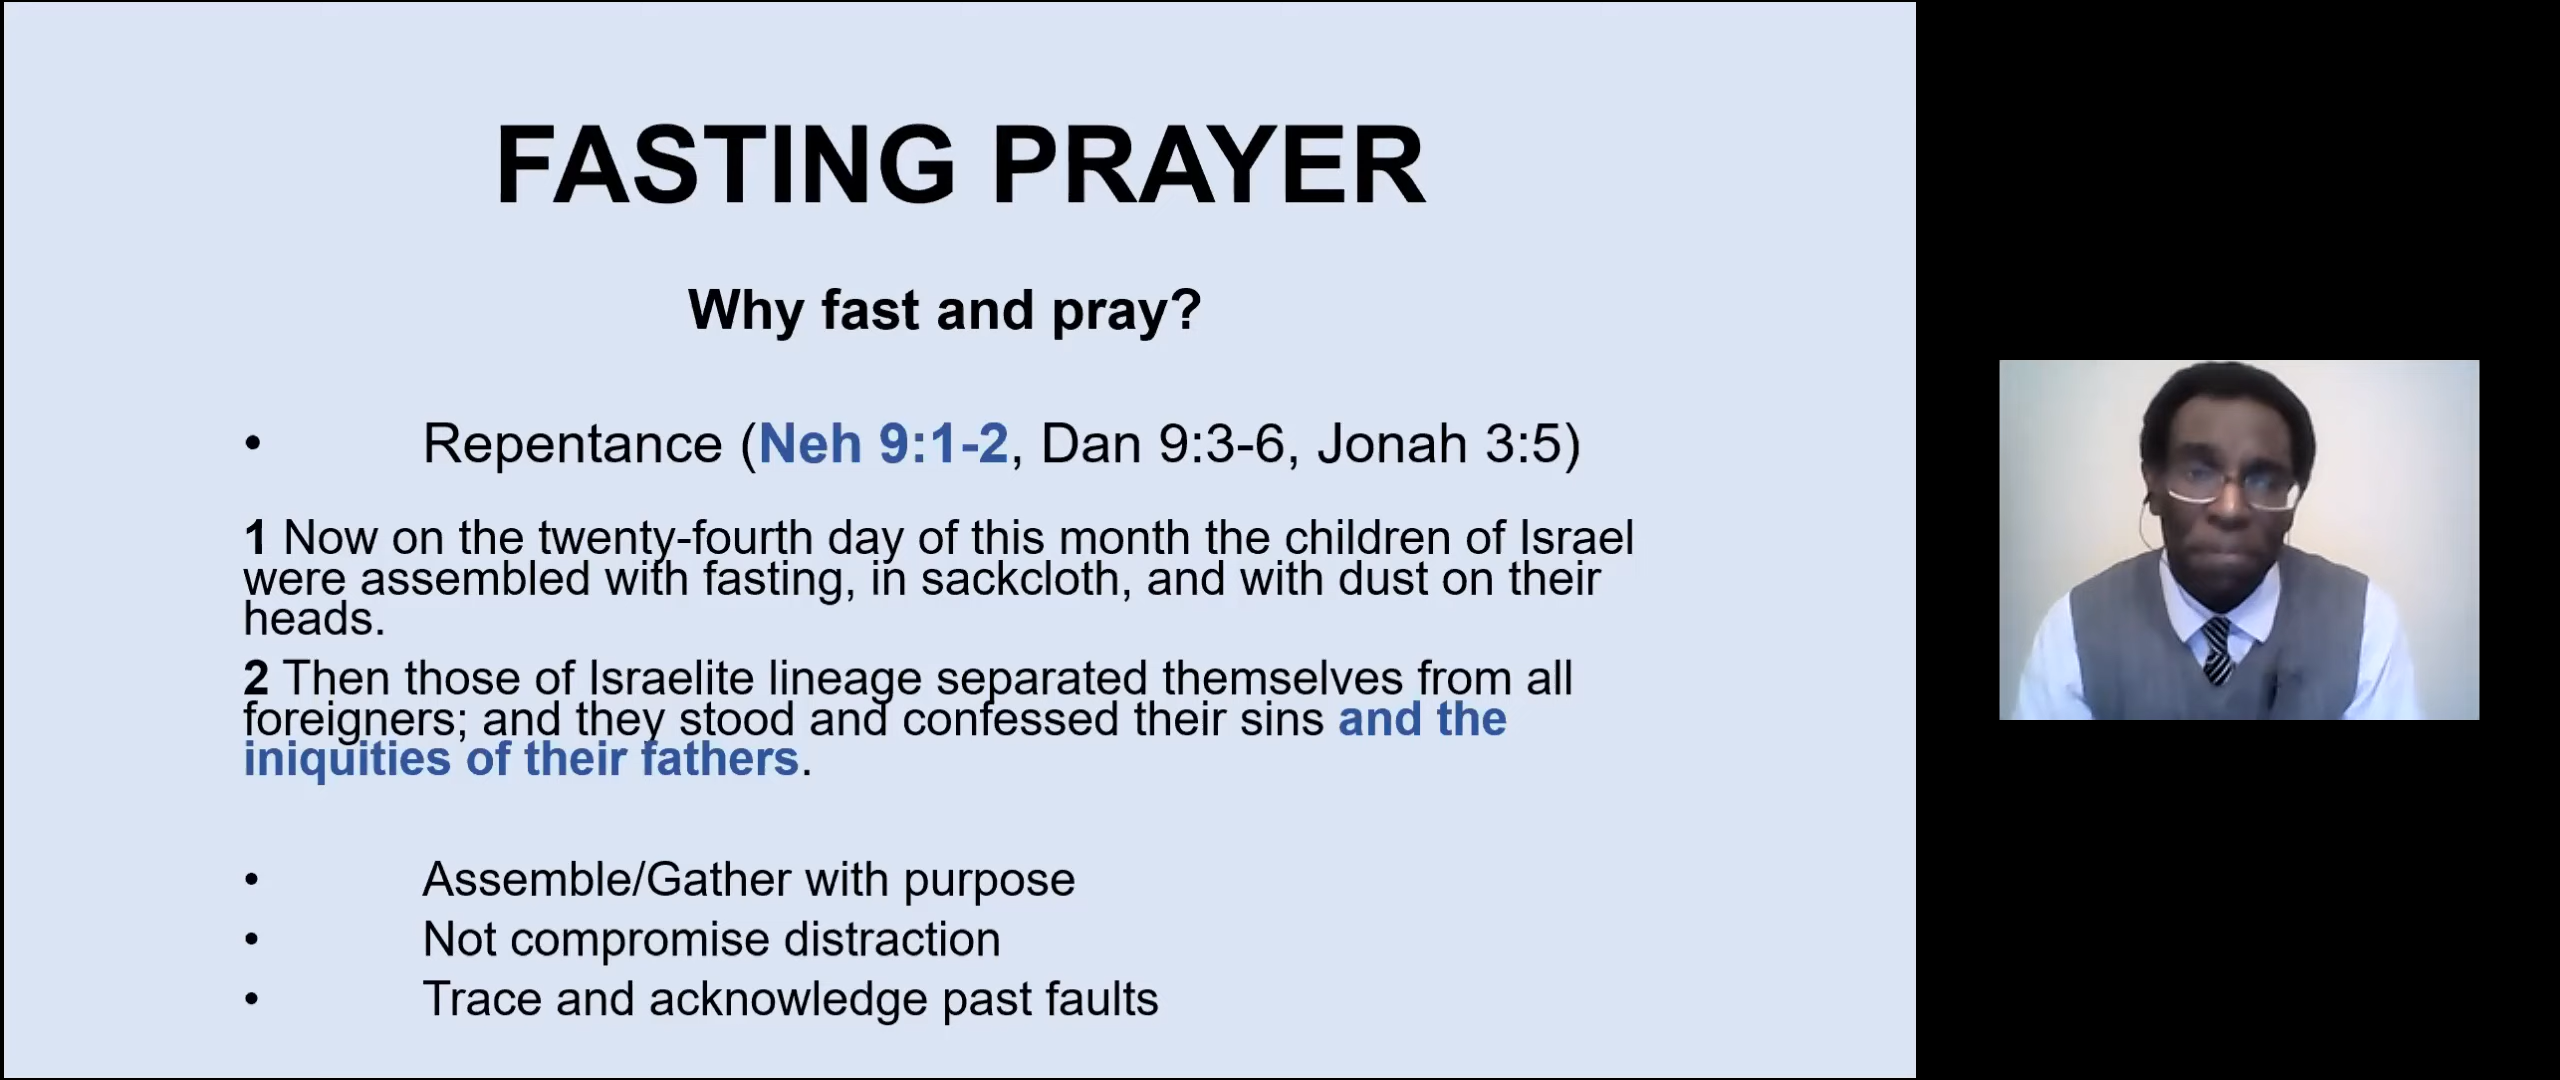 FASTING PRAYER
Why fast and pray?
• Repentance (Neh 9:1-2, Dan 9:3-6, Jonah 3:5)
1 Now on the twenty-fourth day of this month the children of Israel
were assembled with fasting, in sackcloth, and with dust on their
heads.
2 Then those of Israelite lineage separated themselves from all
foreigners; and they stood and confessed their sins and the
iniquities of their fathers.
• Assemble/Gather with purpose
• Not compromise distraction
• Trace and acknowledge past faults